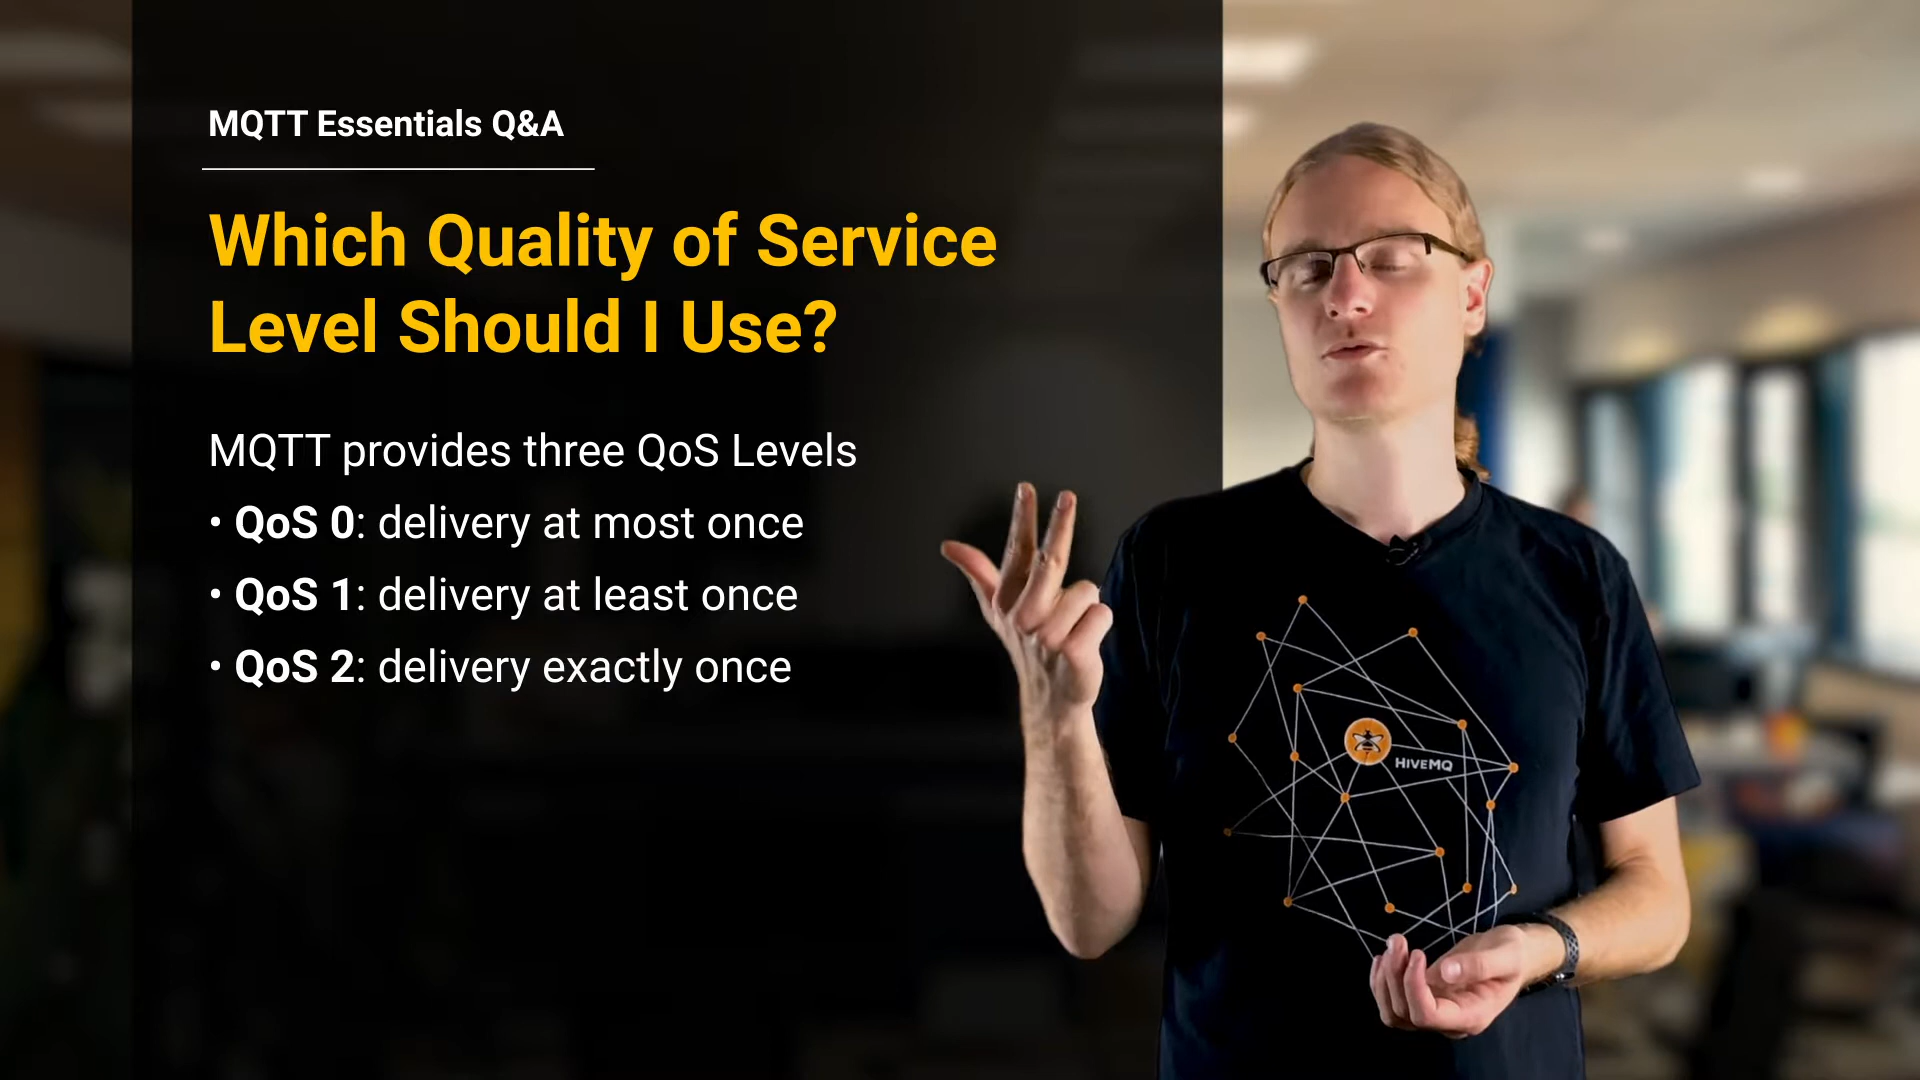 MQTT Essentials Q&A
Which Quality of Service
Level Should I Use?
MQTT provides three QoS Levels
• QoS 0: delivery at most once
• QoS 1: delivery at least once
• QoS 2: delivery exactly once
HIVEMQ